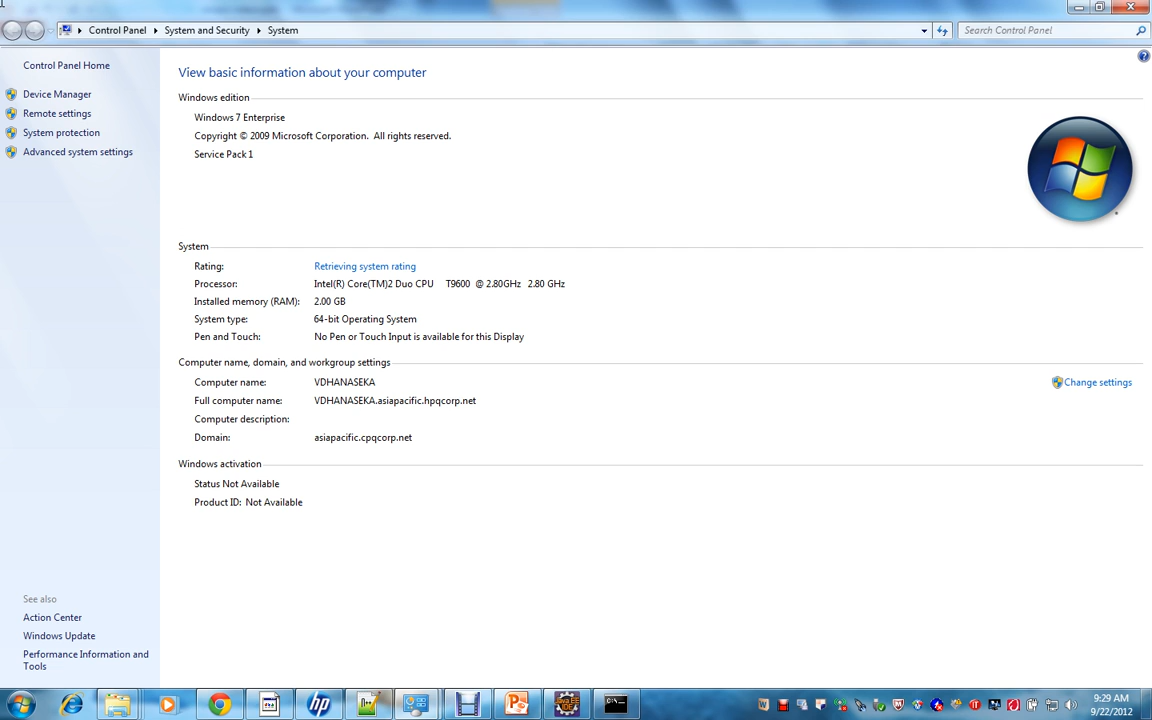 Control Panel System and Security System
Search Control Panel
Control Panel Home
Device Manager
Remote settings
System protection
Advanced system settings
View basic information about your computer
Windows edition
Windows 7 Enterprise
Copyright © 2009 Microsoft Corporation. All rights reserved.
Service Pack 1
System
Rating: Retrieving system rating
Processor: Intel(R) Core(TM)2 Duo CPU T9600 @ 2.80GHz 2.80 GHz
Installed memory (RAM): 2.00 GB
System type: 64-bit Operating System
Pen and Touch: No Pen or Touch Input is available for this Display
Computer name, domain, and workgroup settings
Computer name: VDHANASEKA
Change settings
Full computer name: VDHANASEKA.asiapacific.hpqcorp.net
Computer description:
Domain: asiapacific.cpqcorp.net
Windows activation
Status Not Available
Product ID: Not Available
See also
Action Center
Windows Update
Performance Information and
Tools
9:29 AM
9/22/2012